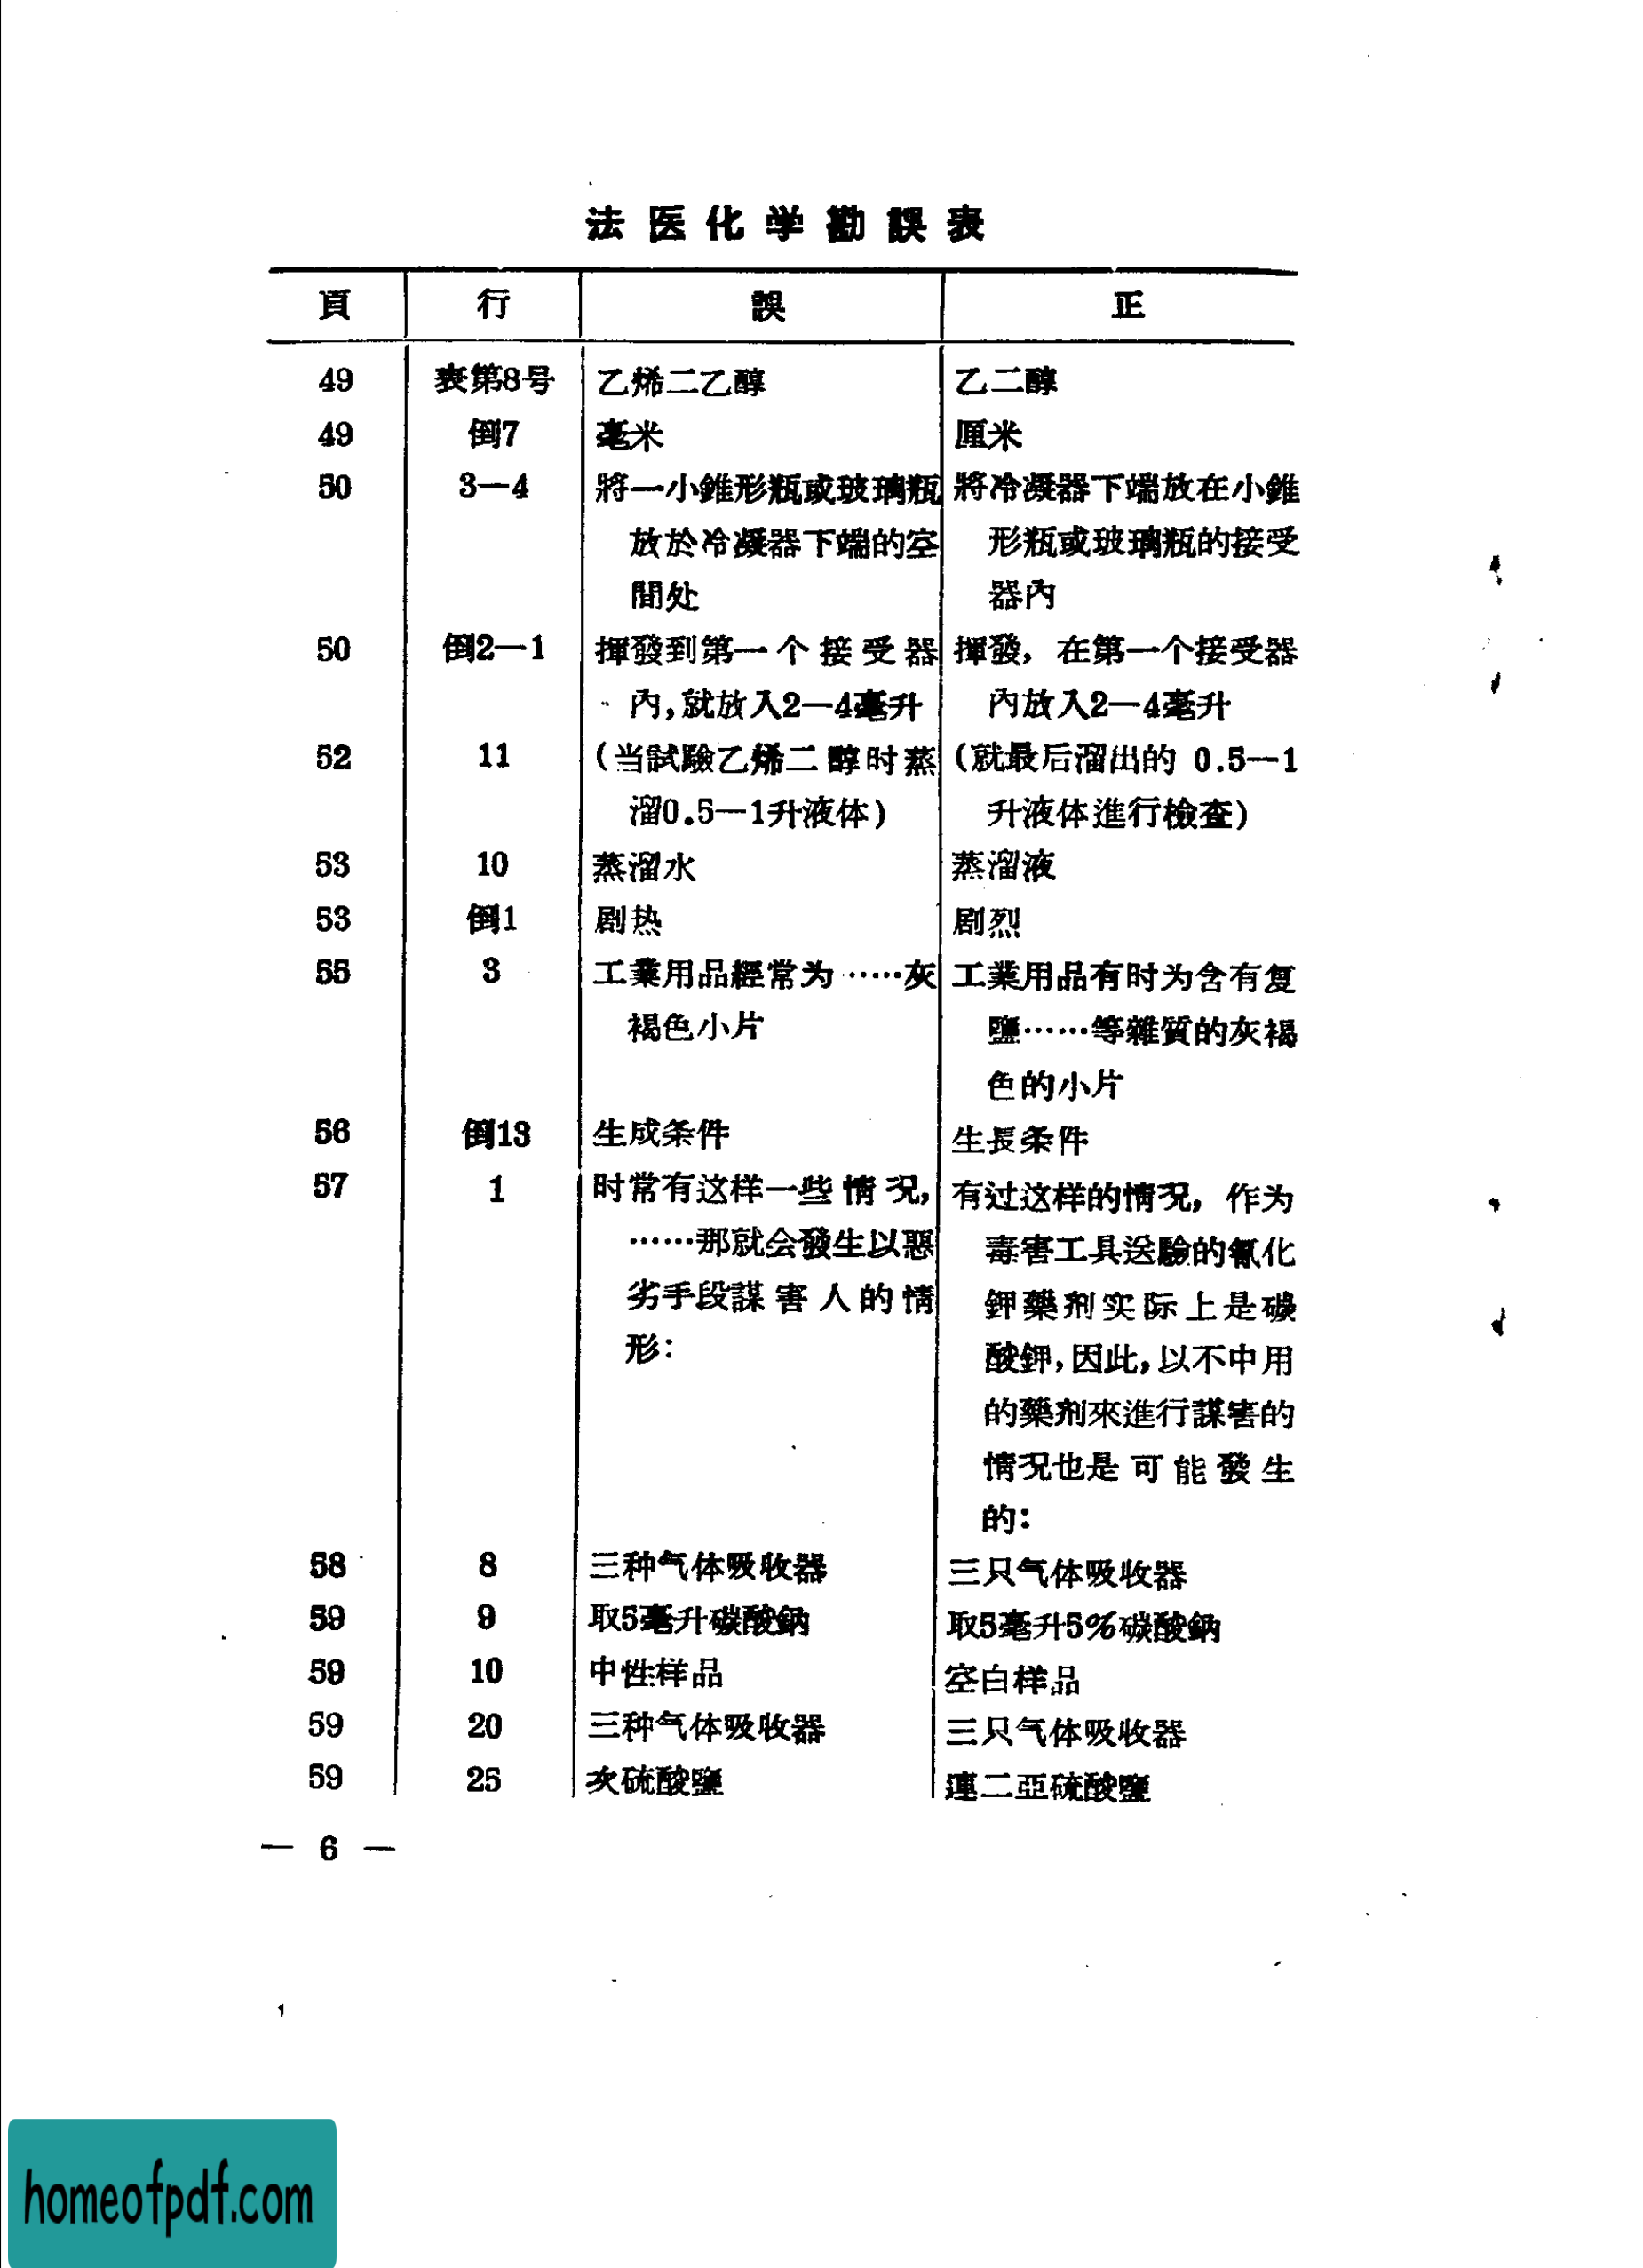 法医化学勘誤表
頁 行 誤 正
49 表第8号 乙烯二乙醇 乙二醇
49 倒7 毫米 厘米
50 3—4 將一小錐形瓶或玻璃瓶 將冷凝器下端放在小錐
放於冷凝器下端的空 形瓶或玻璃瓶的接受
間处 器內
50 倒2—1 揮發到第一个接受器 揮發，在第一个接受器
內，就放入2—4毫升 內放入2—4毫升
52 11 （当試驗乙烯二醇时蒸 （就最后溜出的 0.5—1
溜0.5—1升液体） 升液体進行檢查）
53 10 蒸溜水 蒸溜液
53 倒1 剧热 剧烈
55 3 工業用品經常为……灰 工業用品有时为含有复
褐色小片 鹽……等雜質的灰褐
色的小片
56 倒13 生成条件 生長条件
57 1 时常有这样一些情况， 有过这样的情况，作为
……那就会發生以惡 毒害工具送驗的氰化
劣手段謀害人的情 鉀藥剂实际上是碳
形： 酸鉀，因此，以不中用
的藥剂來進行謀害的
情况也是可能發生
的：
58 8 三种气体吸收器 三只气体吸收器
59 9 取5毫升碳酸鈉 取5毫升5%碳酸鈉
59 10 中性样品 空白样品
59 20 三种气体吸收器 三只气体吸收器
59 25 次硫酸鹽 連二亞硫酸鹽
— 6 —
homeofpdf.com